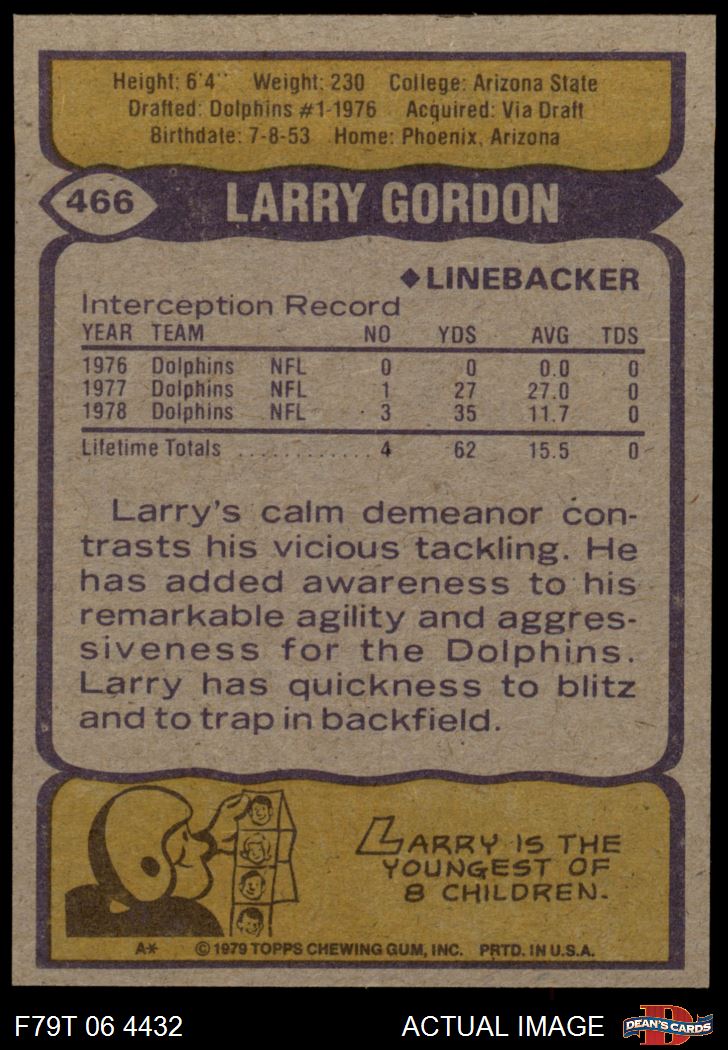 Height: 6'4" Weight: 230 College: Arizona State
Drafted: Dolphins #1-1976 Acquired: Via Draft
Birthdate: 7-8-53 Home: Phoenix, Arizona
466 LARRY GORDON
◆LINEBACKER
Interception Record
YEAR TEAM NO YDS AVG TDS
1976 Dolphins NFL 0 0 0.0 0
1977 Dolphins NFL 1 27 27.0 0
1978 Dolphins NFL 3 35 11.7 0
Lifetime Totals ............ 4 62 15.5 0
Larry's calm demeanor con-
trasts his vicious tackling. He
has added awareness to his
remarkable agility and aggres-
siveness for the Dolphins.
Larry has quickness to blitz
and to trap in backfield.
LARRY IS THE
YOUNGEST OF
8 CHILDREN.
A* © 1979 TOPPS CHEWING GUM, INC. PRTD. IN U.S.A.
F79T 06 4432 ACTUAL IMAGE D DEAN'S CARDS